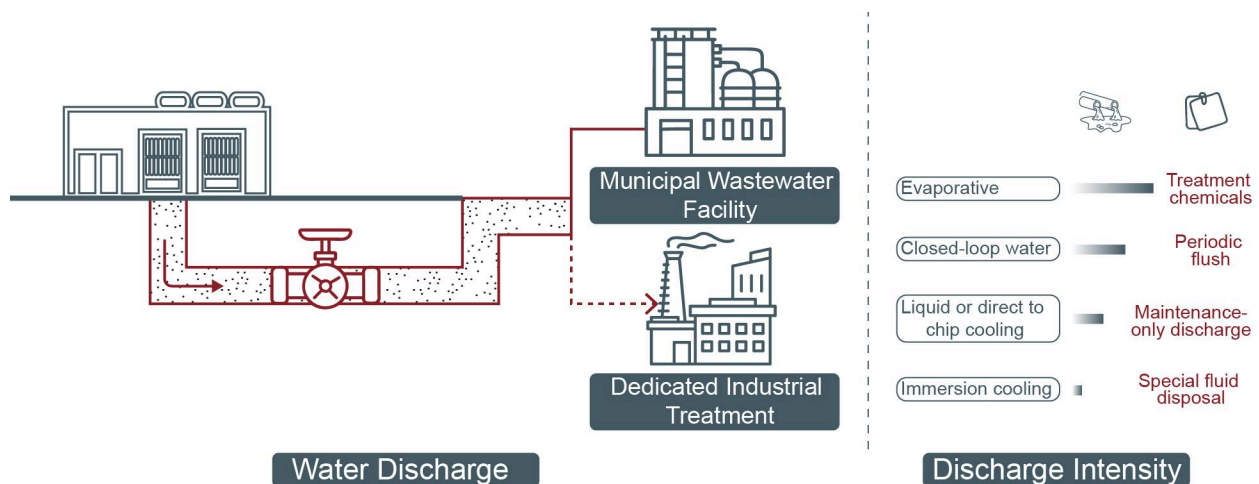 Municipal Wastewater
Facility
Dedicated Industrial
Treatment
Water Discharge
Evaporative
Treatment
chemicals
Closed-loop water
Periodic
flush
Liquid or direct to
chip cooling
Maintenance-
only discharge
Immersion cooling
Special fluid
disposal
Discharge Intensity